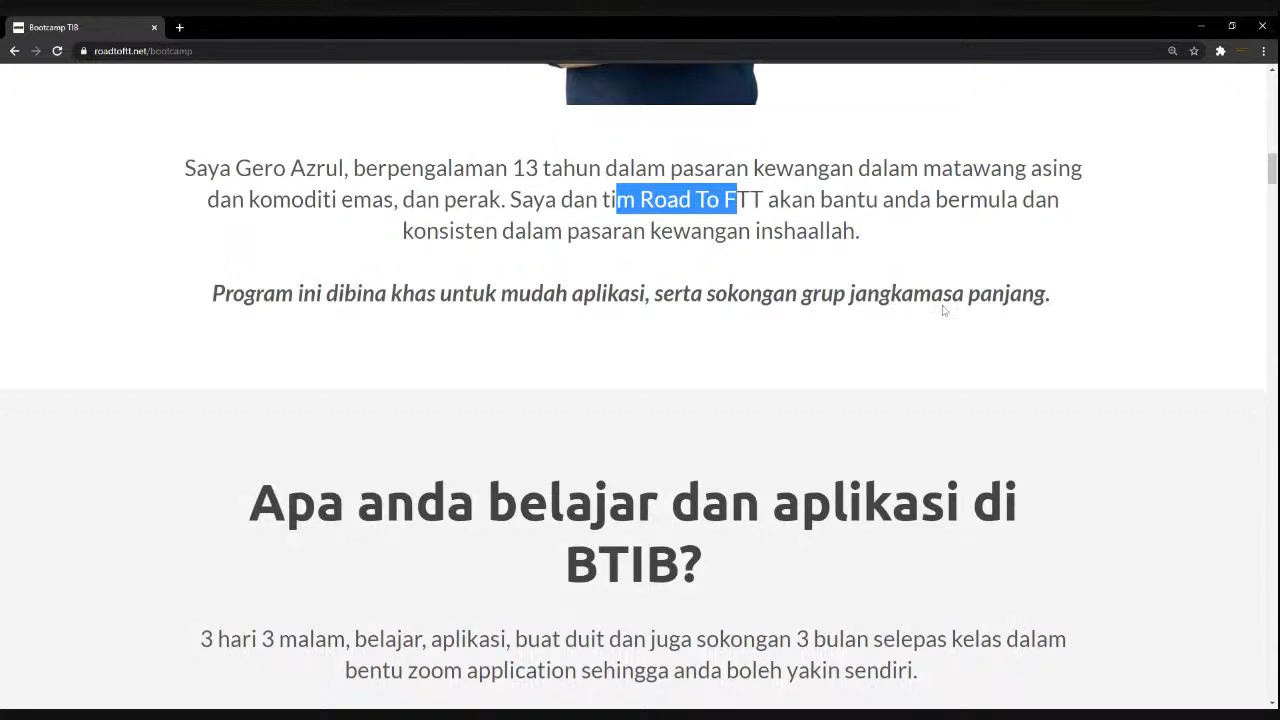 Bootcamp TIB
roadtoftt.net/bootcamp
Saya Gero Azrul, berpengalaman 13 tahun dalam pasaran kewangan dalam matawang asing
dan komoditi emas, dan perak. Saya dan tim Road To FTT akan bantu anda bermula dan
konsisten dalam pasaran kewangan inshaallah.
Program ini dibina khas untuk mudah aplikasi, serta sokongan grup jangkamasa panjang.
Apa anda belajar dan aplikasi di
BTIB?
3 hari 3 malam, belajar, aplikasi, buat duit dan juga sokongan 3 bulan selepas kelas dalam
bentu zoom application sehingga anda boleh yakin sendiri.